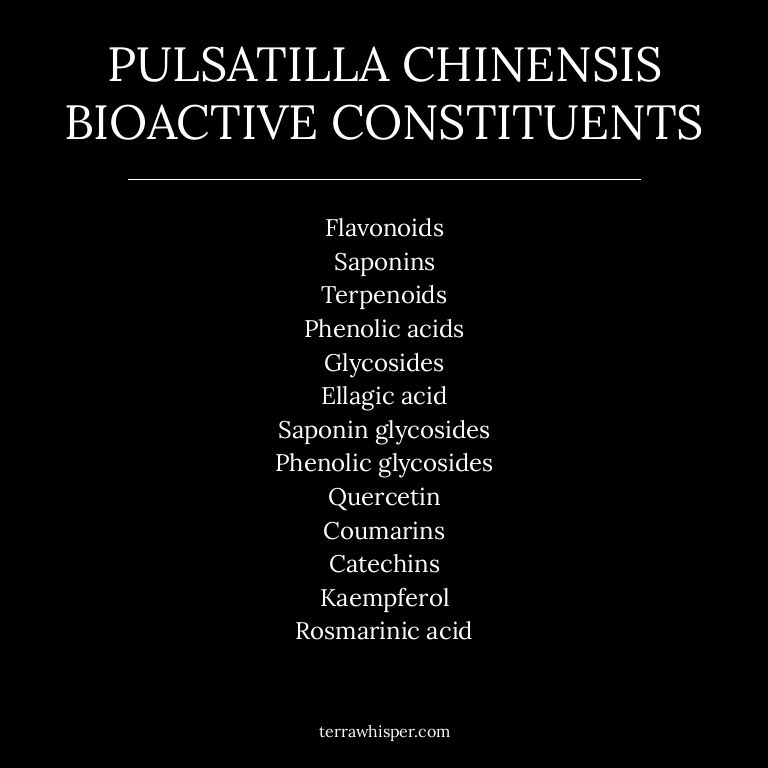 PULSATILLA CHINENSIS
BIOACTIVE CONSTITUENTS
Flavonoids
Saponins
Terpenoids
Phenolic acids
Glycosides
Ellagic acid
Saponin glycosides
Phenolic glycosides
Quercetin
Coumarins
Catechins
Kaempferol
Rosmarinic acid
terrawhisper.com